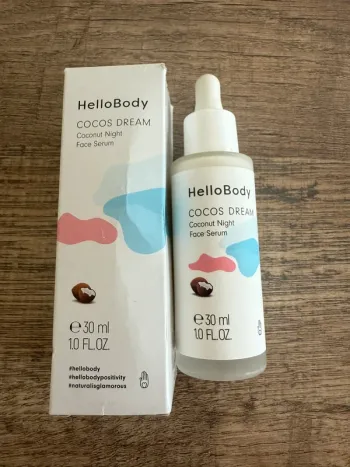 HelloBody
COCOS DREAM
Coconut Night
Face Serum
℮30 ml
1.0 FL.OZ.
#hellobody
#hellobodypositivity
#naturalisglamorous
HelloBody
COCOS DREAM
Coconut Night
Face Serum
℮30 ml
1.0 FL.OZ.